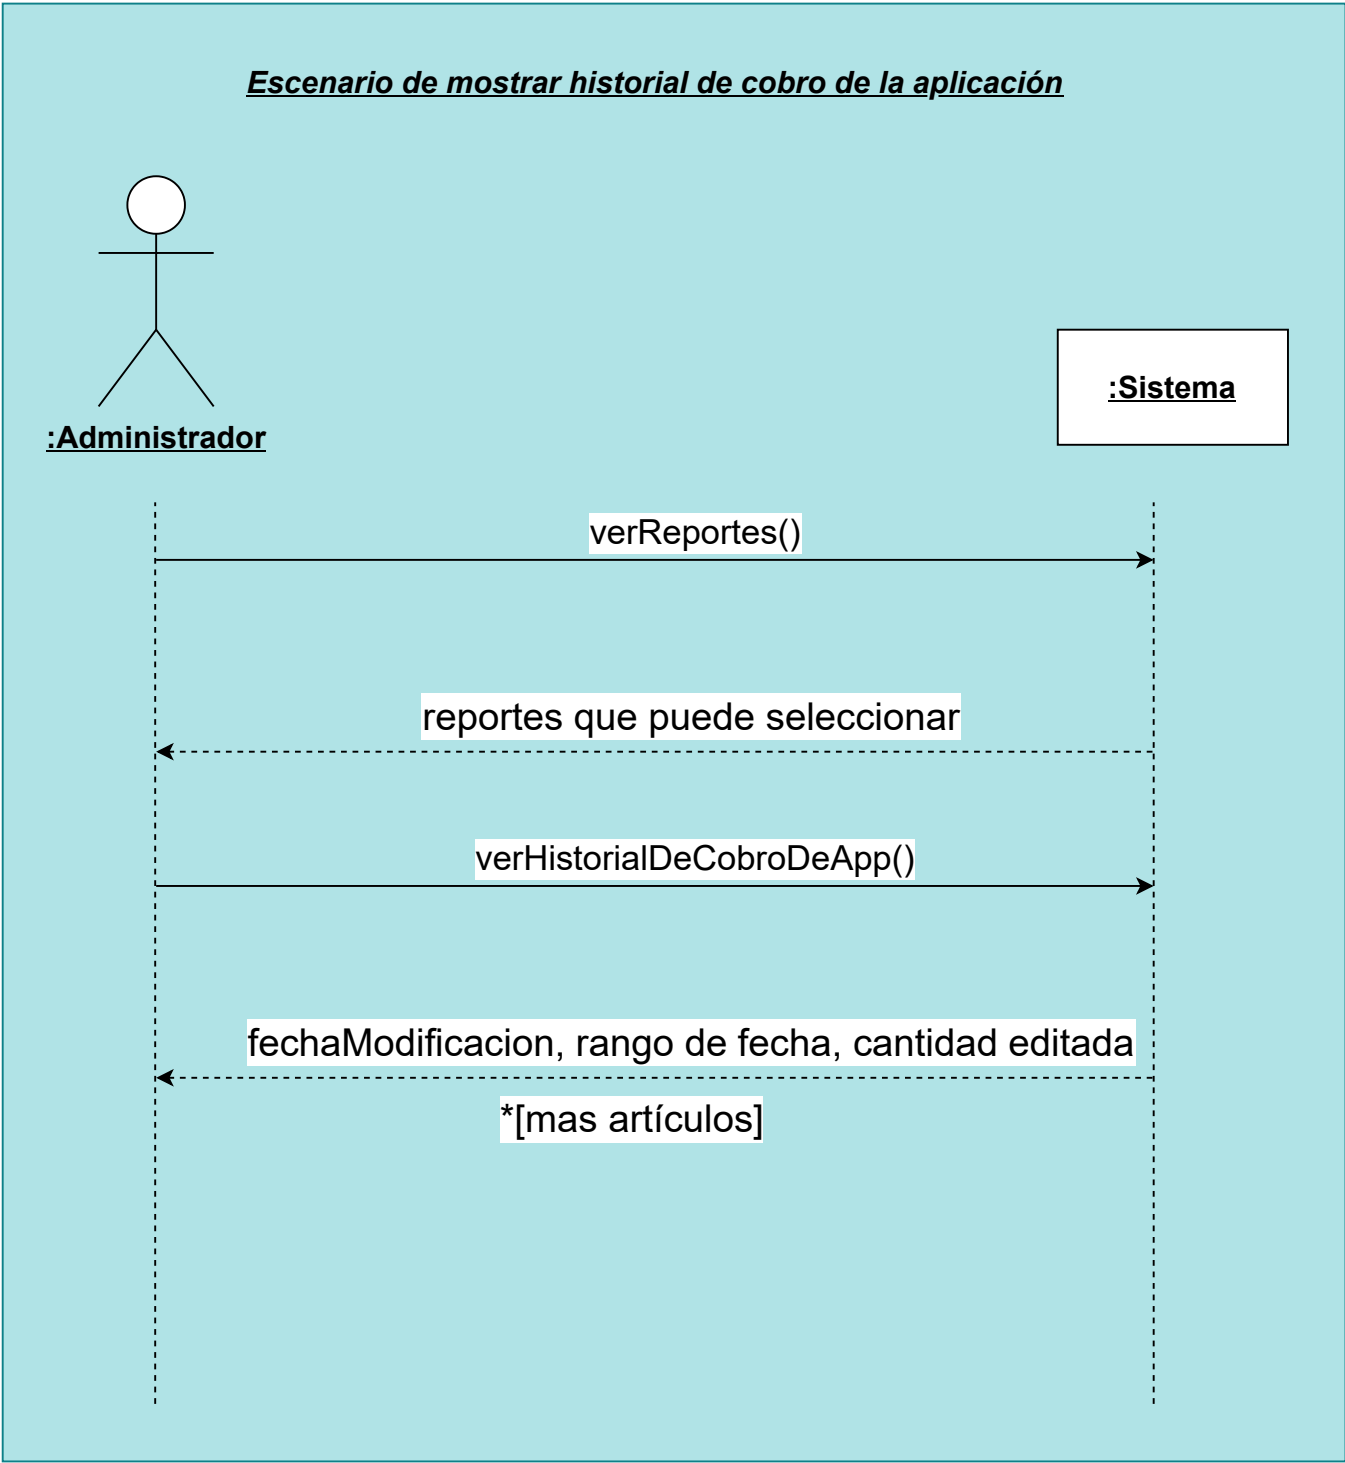 Escenario de mostrar historial de cobro de la aplicación
:Sistema
:Administrador
verReportes()
reportes que puede seleccionar
verHistorialDeCobroDeApp()
fechaModificacion, rango de fecha, cantidad editada
*[mas artículos]